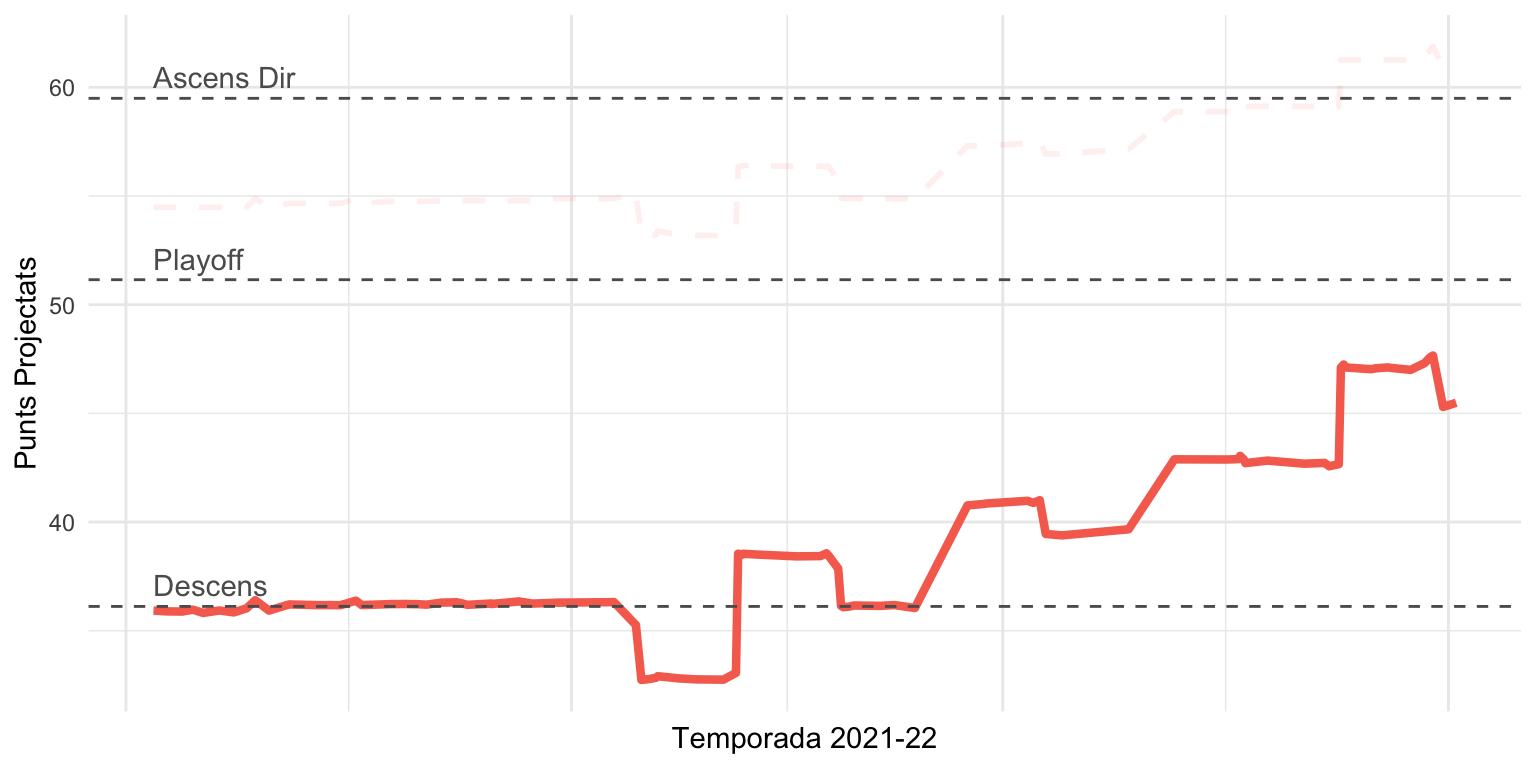 60
50
40
Punts Projectats
Ascens Dir
Playoff
Descens
Temporada 2021-22